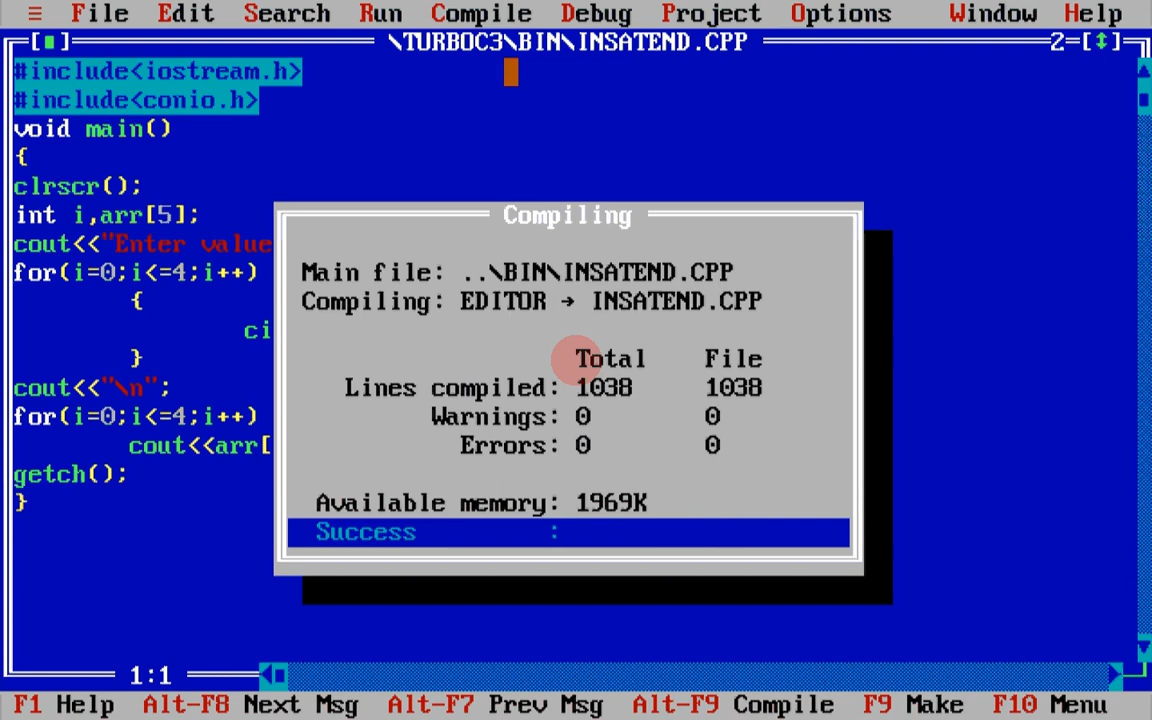 ≡ File Edit Search Run Compile Debug Project Options Window Help
[■] \TURBOC3\BIN\INSATEND.CPP 2=[↕]
#include<iostream.h>
#include<conio.h>
void main()
{
clrscr();
int i,arr[5];
cout<<"Enter value
for(i=0;i<=4;i++)
{
ci
}
cout<<"\n";
for(i=0;i<=4;i++)
cout<<arr[
getch();
}
Compiling
Main file: ..\BIN\INSATEND.CPP
Compiling: EDITOR → INSATEND.CPP
Total File
Lines compiled: 1038 1038
Warnings: 0 0
Errors: 0 0
Available memory: 1969K
Success :
1:1
F1 Help Alt-F8 Next Msg Alt-F7 Prev Msg Alt-F9 Compile F9 Make F10 Menu